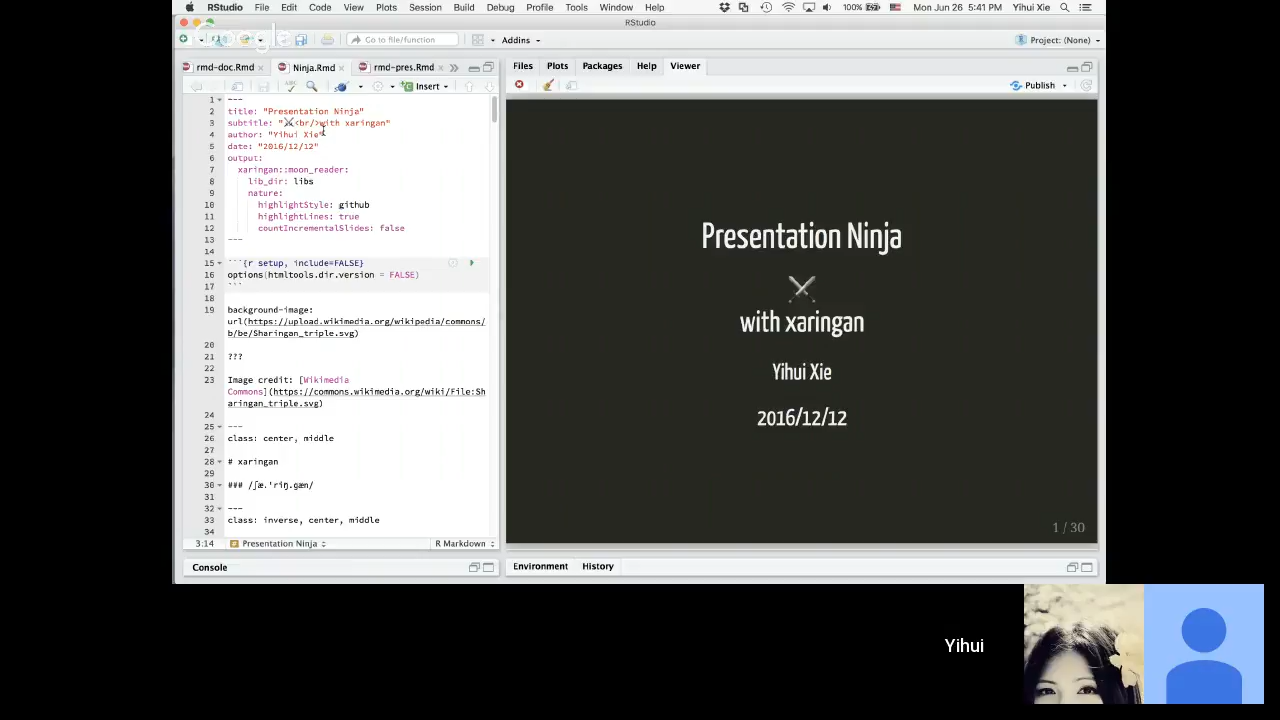 RStudio File Edit Code View Plots Session Build Debug Profile Tools Window Help 100% Mon Jun 26 5:41 PM Yihui Xie
RStudio
Go to file/function Addins Project: (None)
rmd-doc.Rmd Ninja.Rmd rmd-pres.Rmd
Insert
1 ---
2 title: "Presentation Ninja"
3 subtitle: "⚔<br/>with xaringan"
4 author: "Yihui Xie"
5 date: "2016/12/12"
6 output:
7 xaringan::moon_reader:
8 lib_dir: libs
9 nature:
10 highlightStyle: github
11 highlightLines: true
12 countIncrementalSlides: false
13 ---
14
15 ```{r setup, include=FALSE}
16 options(htmltools.dir.version = FALSE)
17 ```
18
19 background-image:
url(https://upload.wikimedia.org/wikipedia/commons/
b/be/Sharingan_triple.svg)
20
21 ???
22
23 Image credit: [Wikimedia
Commons](https://commons.wikimedia.org/wiki/File:Sh
aringan_triple.svg)
24
25 ---
26 class: center, middle
27
28 # xaringan
29
30 ### /ʃæ.'riŋ.gæn/
31
32 ---
33 class: inverse, center, middle
34
3:14 # Presentation Ninja R Markdown
Console
Files Plots Packages Help Viewer
Publish
Presentation Ninja
⚔
with xaringan
Yihui Xie
2016/12/12
1 / 30
Environment History
Yihui